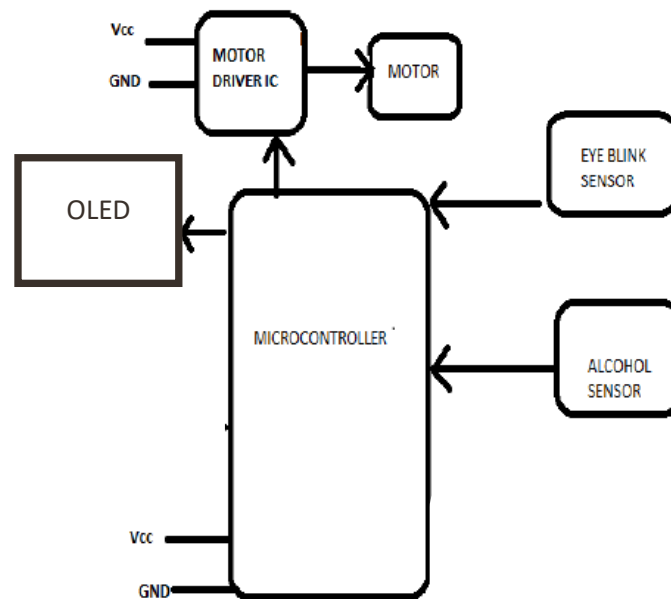 Vcc
GND
MOTOR
DRIVER IC
MOTOR
EYE BLINK
SENSOR
OLED
MICROCONTROLLER
ALCOHOL
SENSOR
Vcc
GND